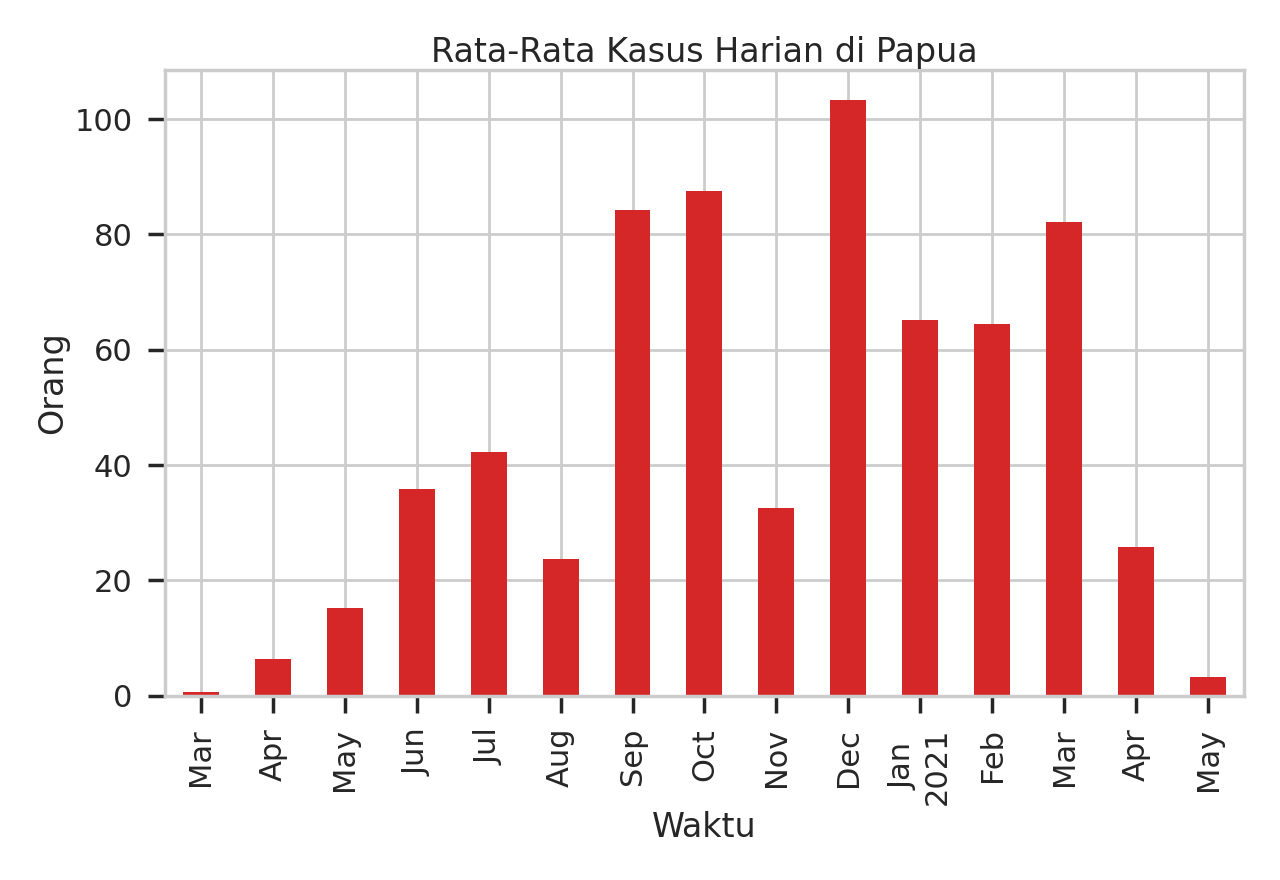 Rata-Rata Kasus Harian di Papua
Orang
100
80
60
40
20
0
Mar
Apr
May
Jun
Jul
Aug
Sep
Oct
Nov
Dec
Jan
2021
Feb
Mar
Apr
May
Waktu